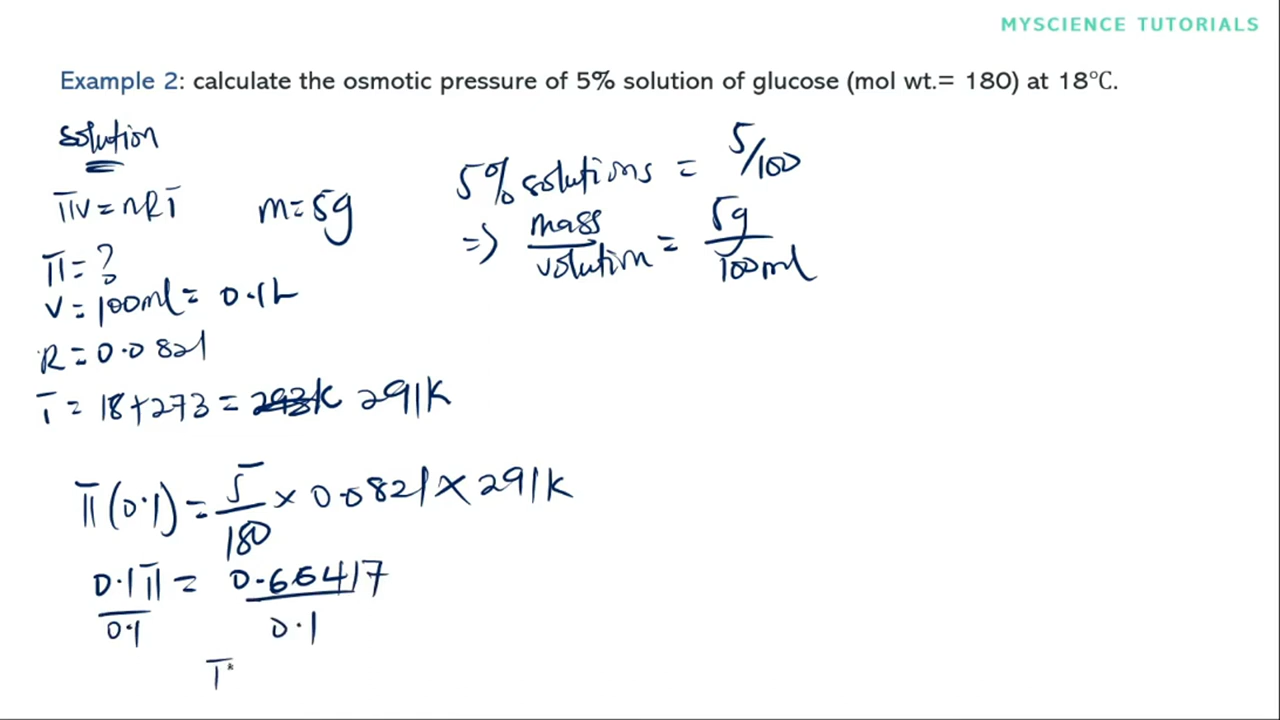 MYSCIENCE TUTORIALS
Example 2: calculate the osmotic pressure of 5% solution of glucose (mol wt.= 180) at 18°C.
solution
ΠV = nRT
m = 5g
5% solutions = 5/100
=> mass/volution = 5g/100ml
Π = ?
V = 100ml = 0.1L
R = 0.0821
T = 18+273 = 293K 291K
Π(0.1) = 5/180 × 0.0821 × 291K
0.1Π/0.1 = 0.66417/0.1